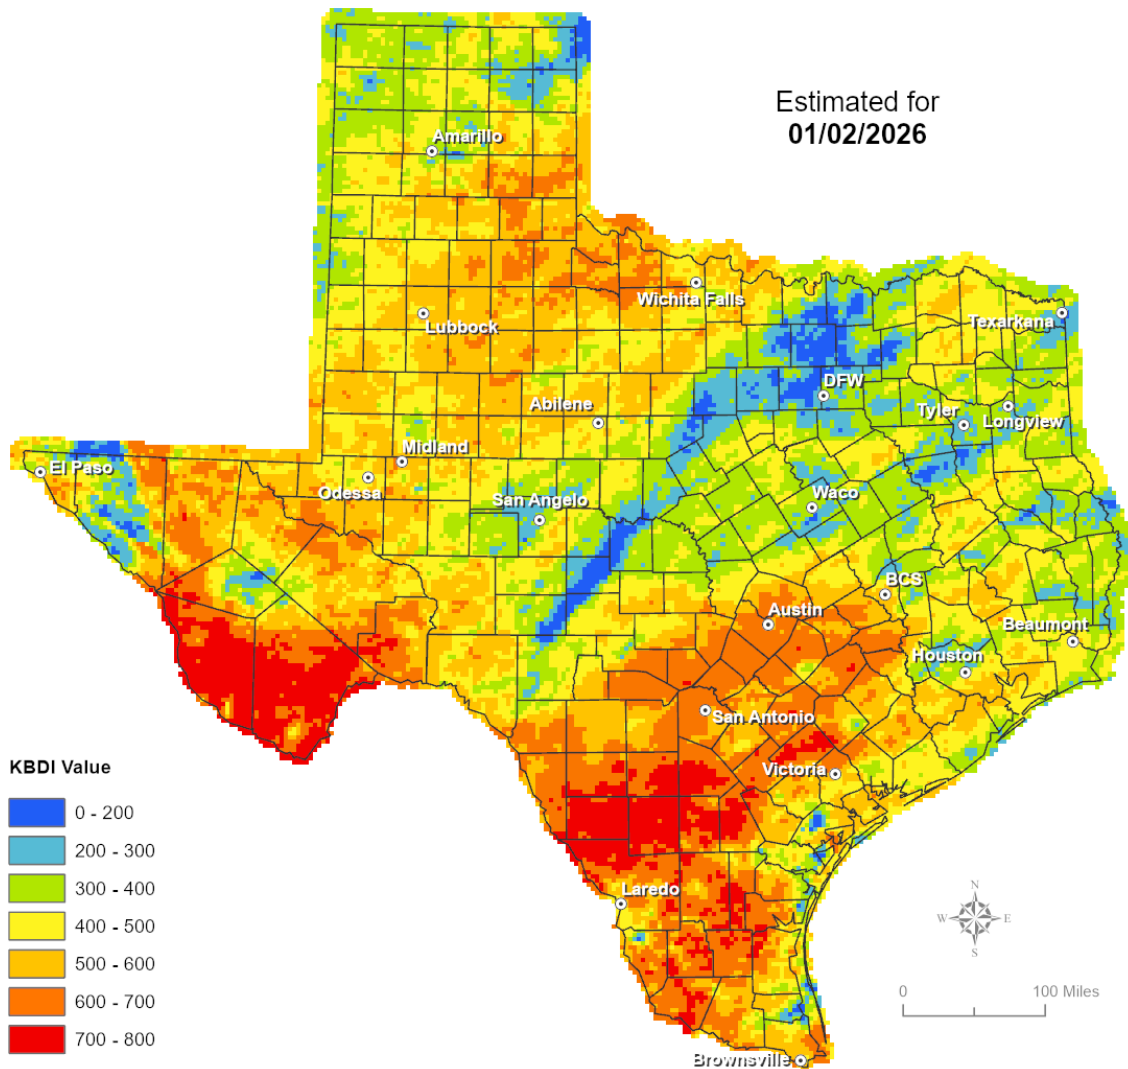 Estimated for
01/02/2026
Amarillo
Wichita Falls
Lubbock
Texarkana
DFW
Abilene
Tyler
Longview
Midland
El Paso
Odessa
San Angelo
Waco
BCS
Austin
Beaumont
Houston
San Antonio
Victoria
Laredo
Brownsville
KBDI Value
0 - 200
200 - 300
300 - 400
400 - 500
500 - 600
600 - 700
700 - 800
N
W E
S
0 100 Miles